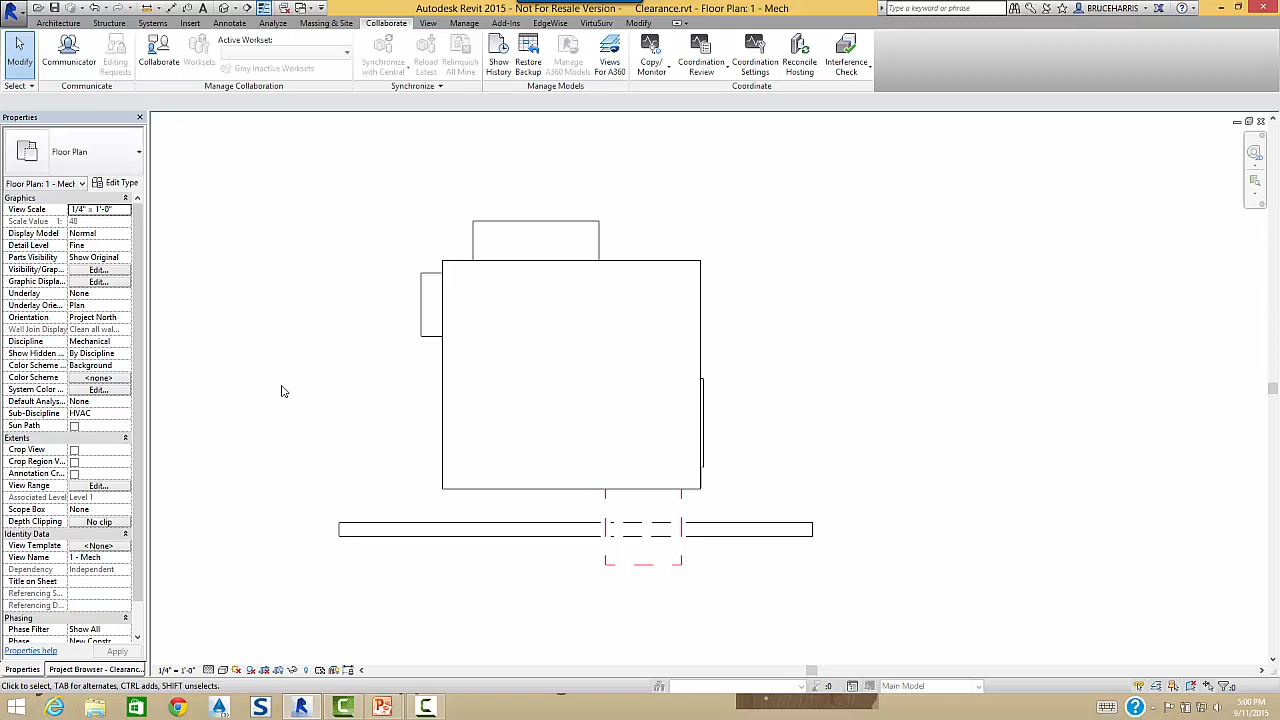 Autodesk Revit 2015 - Not For Resale Version - Clearance.rvt - Floor Plan: 1 - Mech
Type a keyword or phrase
BRUCEHARRIS
Architecture Structure Systems Insert Annotate Analyze Massing & Site Collaborate View Manage Add-Ins EdgeWise VirtuSurv Modify
Active Workset:
Gray Inactive Worksets
Modify Communicator Editing Requests Collaborate Worksets Synchronize with Central Reload Latest Relinquish All Mine Show History Restore Backup Manage A360 Models Views For A360 Copy/ Monitor Coordination Review Coordination Settings Reconcile Hosting Interference Check
Select Communicate Manage Collaboration Synchronize Manage Models Coordinate
Properties
Floor Plan
Floor Plan: 1 - Mech Edit Type
Graphics
View Scale 1/4" = 1'-0"
Scale Value 1: 48
Display Model Normal
Detail Level Fine
Parts Visibility Show Original
Visibility/Grap... Edit...
Graphic Displa... Edit...
Underlay None
Underlay Orie... Plan
Orientation Project North
Wall Join Display Clean all wal...
Discipline Mechanical
Show Hidden ... By Discipline
Color Scheme ... Background
Color Scheme <none>
System Color ... Edit...
Default Analys... None
Sub-Discipline HVAC
Sun Path
Extents
Crop View
Crop Region V...
Annotation Cr...
View Range Edit...
Associated Level Level 1
Scope Box None
Depth Clipping No clip
Identity Data
View Template <None>
View Name 1 - Mech
Dependency Independent
Title on Sheet
Referencing S...
Referencing D...
Phasing
Phase Filter Show All
Phase New Constr...
Properties help Apply
Properties Project Browser - Clearanc...
1/4" = 1'-0"
Click to select, TAB for alternates, CTRL adds, SHIFT unselects.
:0
Main Model
:0
5:00 PM
9/11/2015